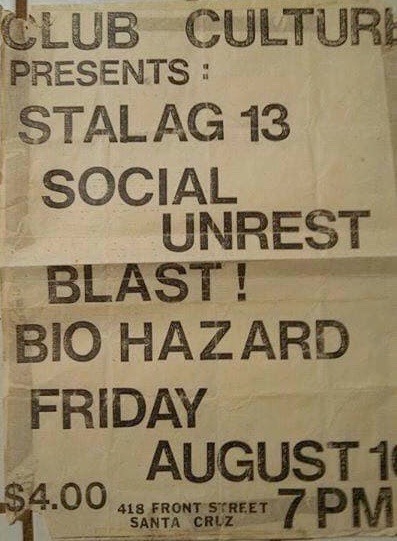 CLUB CULTURE
PRESENTS :
STALAG 13
SOCIAL
UNREST
BLAST !
BIO HAZARD
FRIDAY
AUGUST
$4.00
418 FRONT STREET
SANTA CRUZ
7 PM